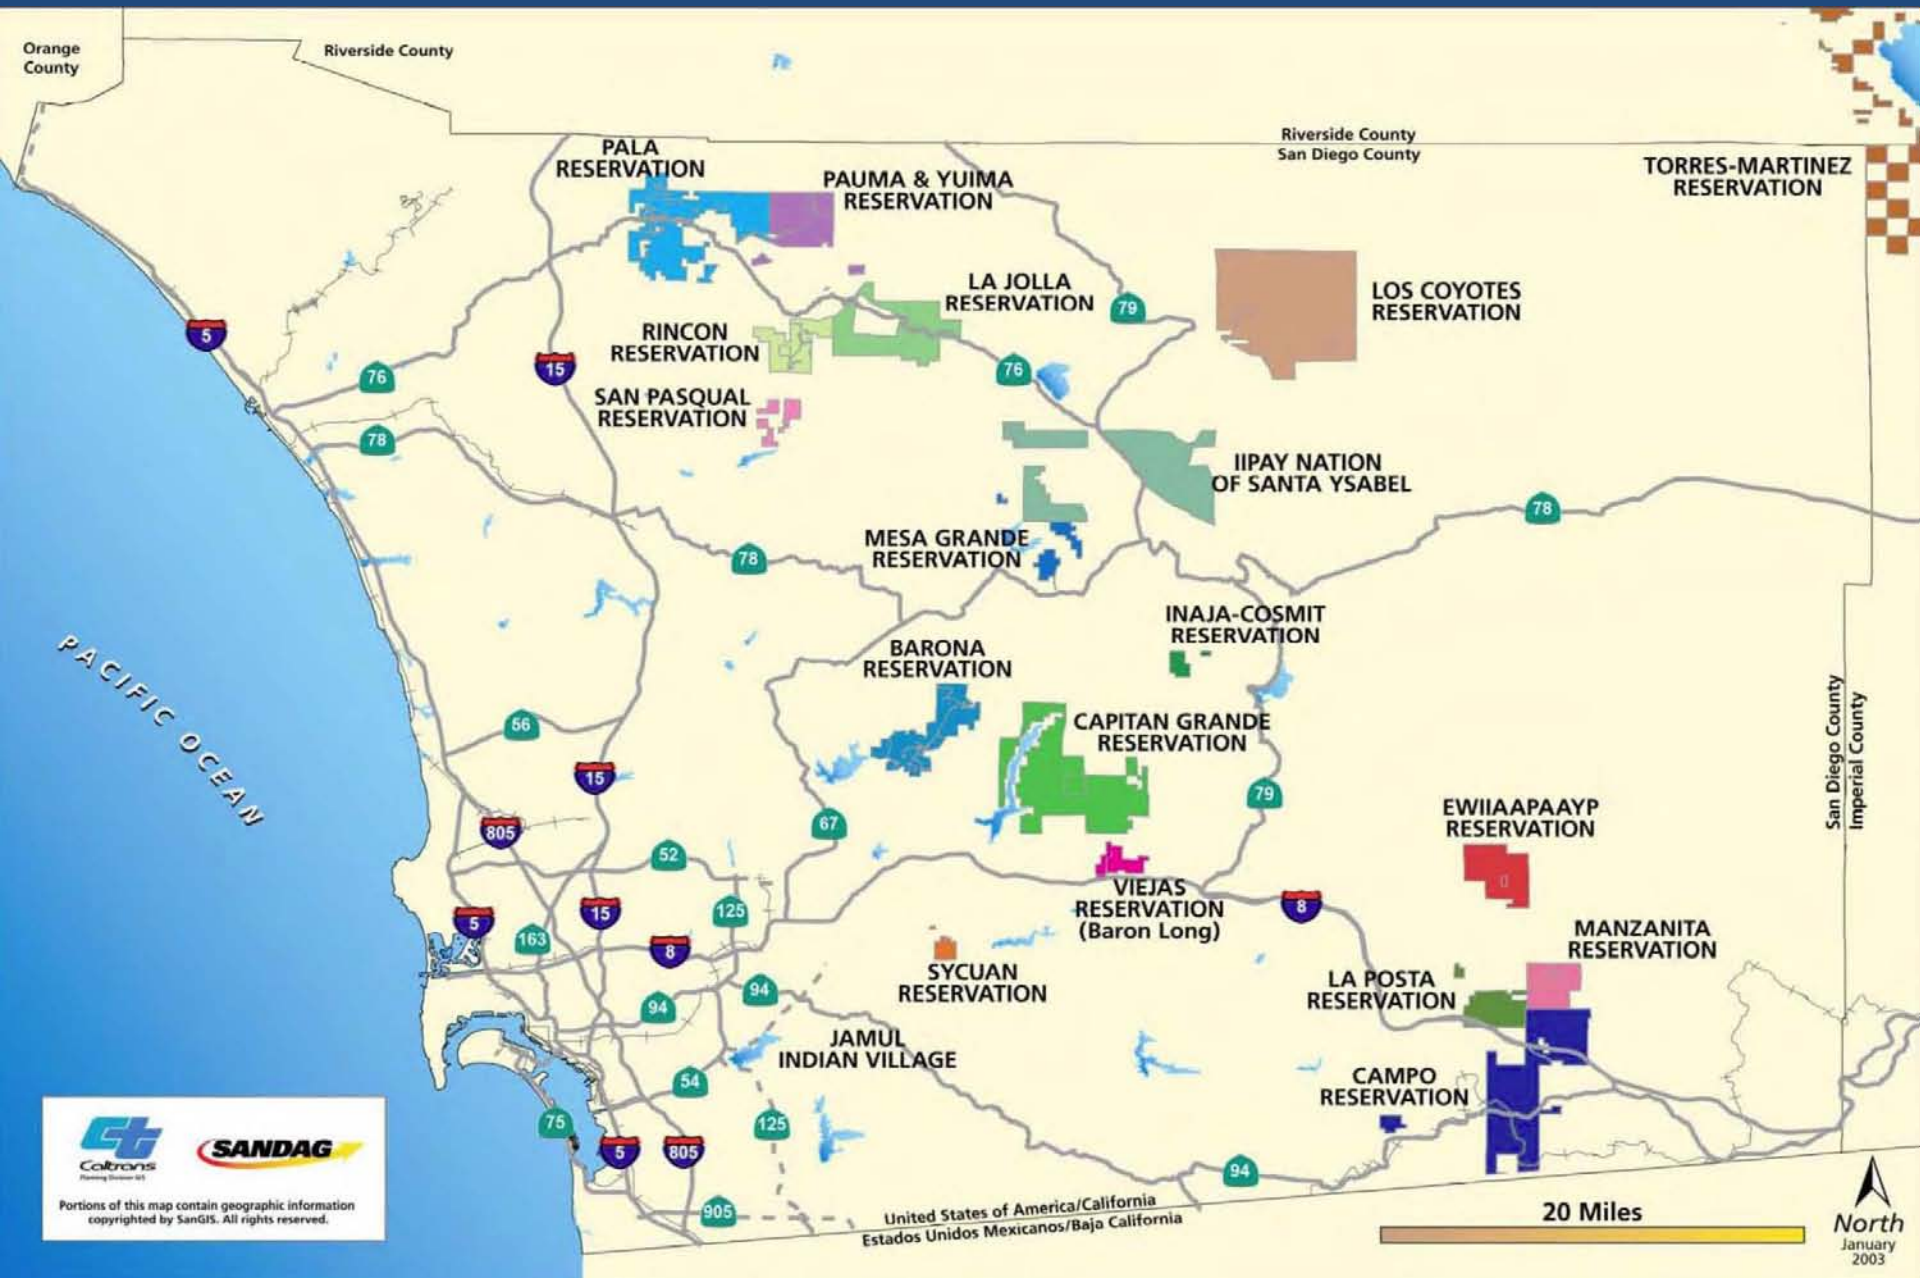 Orange
County
Riverside County
Riverside County
San Diego County
PALA
RESERVATION
PAUMA & YUIMA
RESERVATION
TORRES-MARTINEZ
RESERVATION
LA JOLLA
RESERVATION
79
LOS COYOTES
RESERVATION
5
RINCON
RESERVATION
15
76
76
SAN PASQUAL
RESERVATION
78
IIPAY NATION
OF SANTA YSABEL
78
MESA GRANDE
RESERVATION
78
INAJA-COSMIT
RESERVATION
BARONA
RESERVATION
PACIFIC OCEAN
56
CAPITAN GRANDE
RESERVATION
San Diego County
Imperial County
15
79
805
67
EWIIAAPAAYP
RESERVATION
52
VIEJAS
RESERVATION
(Baron Long)
8
5
163
15
125
8
MANZANITA
RESERVATION
SYCUAN
RESERVATION
LA POSTA
RESERVATION
94
94
JAMUL
INDIAN VILLAGE
54
CAMPO
RESERVATION
75
125
5
805
94
905
United States of America/California
Estados Unidos Mexicanos/Baja California
Ct
Caltrans
Planning Division GIS
SANDAG
Portions of this map contain geographic information
copyrighted by SanGIS. All rights reserved.
20 Miles
North
January
2003